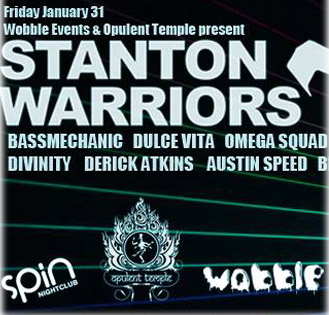 Friday January 31
Wobble Events & Opulent Temple present
STANTON
WARRIORS
BASSMECHANIC DULCE VITA OMEGA SQUAD
DIVINITY DERICK ATKINS AUSTIN SPEED B
spin
NIGHTCLUB
opulent temple
wobble